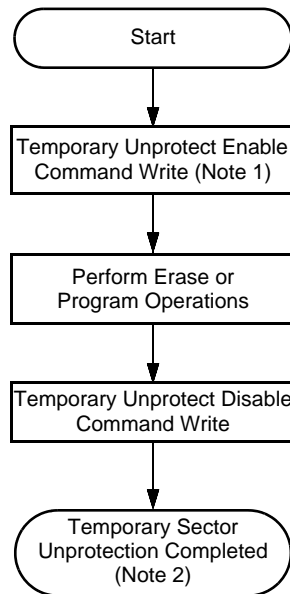 Start
Temporary Unprotect Enable
Command Write (Note 1)
Perform Erase or
Program Operations
Temporary Unprotect Disable
Command Write
Temporary Sector
Unprotection Completed
(Note 2)